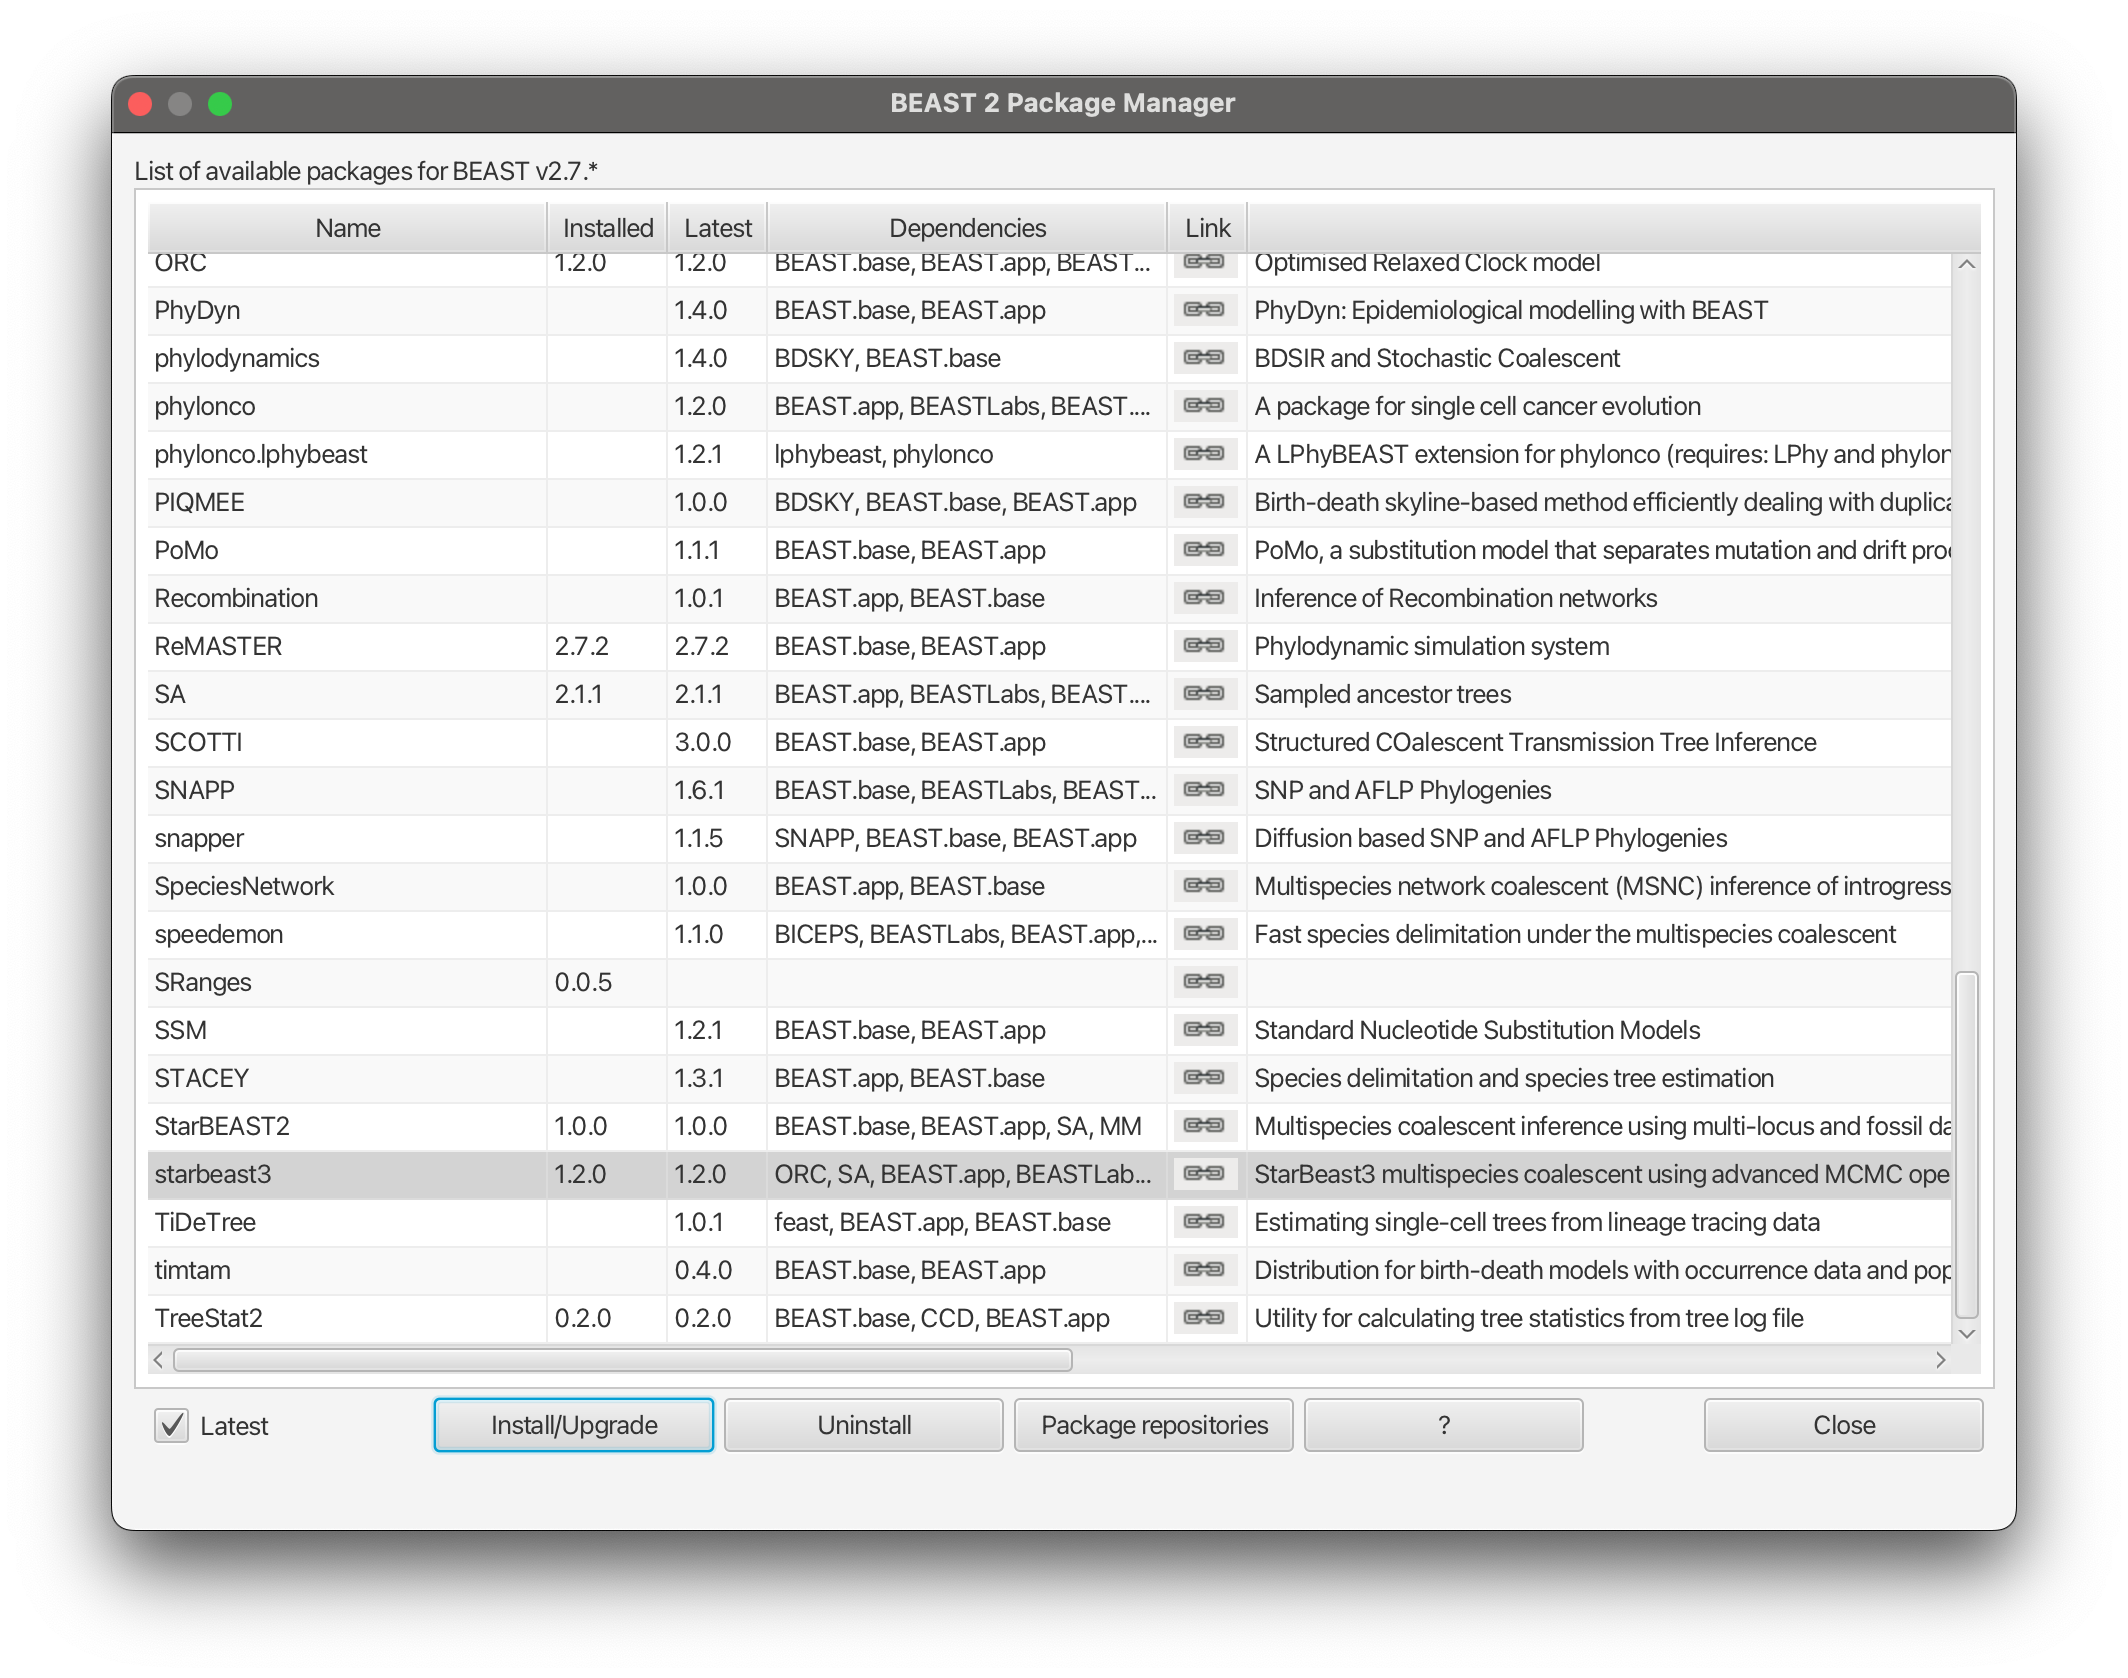 BEAST 2 Package Manager
List of available packages for BEAST v2.7.*
Name Installed Latest Dependencies Link
ORC 1.2.0 1.2.0 BEAST.base, BEAST.app, BEAST... Optimised Relaxed Clock model
PhyDyn 1.4.0 BEAST.base, BEAST.app PhyDyn: Epidemiological modelling with BEAST
phylodynamics 1.4.0 BDSKY, BEAST.base BDSIR and Stochastic Coalescent
phylonco 1.2.0 BEAST.app, BEASTLabs, BEAST.... A package for single cell cancer evolution
phylonco.lphybeast 1.2.1 lphybeast, phylonco A LPhyBEAST extension for phylonco (requires: LPhy and phylon
PIQMEE 1.0.0 BDSKY, BEAST.base, BEAST.app Birth-death skyline-based method efficiently dealing with duplica
PoMo 1.1.1 BEAST.base, BEAST.app PoMo, a substitution model that separates mutation and drift proc
Recombination 1.0.1 BEAST.app, BEAST.base Inference of Recombination networks
ReMASTER 2.7.2 2.7.2 BEAST.base, BEAST.app Phylodynamic simulation system
SA 2.1.1 2.1.1 BEAST.app, BEASTLabs, BEAST.... Sampled ancestor trees
SCOTTI 3.0.0 BEAST.base, BEAST.app Structured COalescent Transmission Tree Inference
SNAPP 1.6.1 BEAST.base, BEASTLabs, BEAST... SNP and AFLP Phylogenies
snapper 1.1.5 SNAPP, BEAST.base, BEAST.app Diffusion based SNP and AFLP Phylogenies
SpeciesNetwork 1.0.0 BEAST.app, BEAST.base Multispecies network coalescent (MSNC) inference of introgress
speedemon 1.1.0 BICEPS, BEASTLabs, BEAST.app,... Fast species delimitation under the multispecies coalescent
SRanges 0.0.5
SSM 1.2.1 BEAST.base, BEAST.app Standard Nucleotide Substitution Models
STACEY 1.3.1 BEAST.app, BEAST.base Species delimitation and species tree estimation
StarBEAST2 1.0.0 1.0.0 BEAST.base, BEAST.app, SA, MM Multispecies coalescent inference using multi-locus and fossil da
starbeast3 1.2.0 1.2.0 ORC, SA, BEAST.app, BEASTLab... StarBeast3 multispecies coalescent using advanced MCMC ope
TiDeTree 1.0.1 feast, BEAST.app, BEAST.base Estimating single-cell trees from lineage tracing data
timtam 0.4.0 BEAST.base, BEAST.app Distribution for birth-death models with occurrence data and pop
TreeStat2 0.2.0 0.2.0 BEAST.base, CCD, BEAST.app Utility for calculating tree statistics from tree log file
Latest Install/Upgrade Uninstall Package repositories ? Close